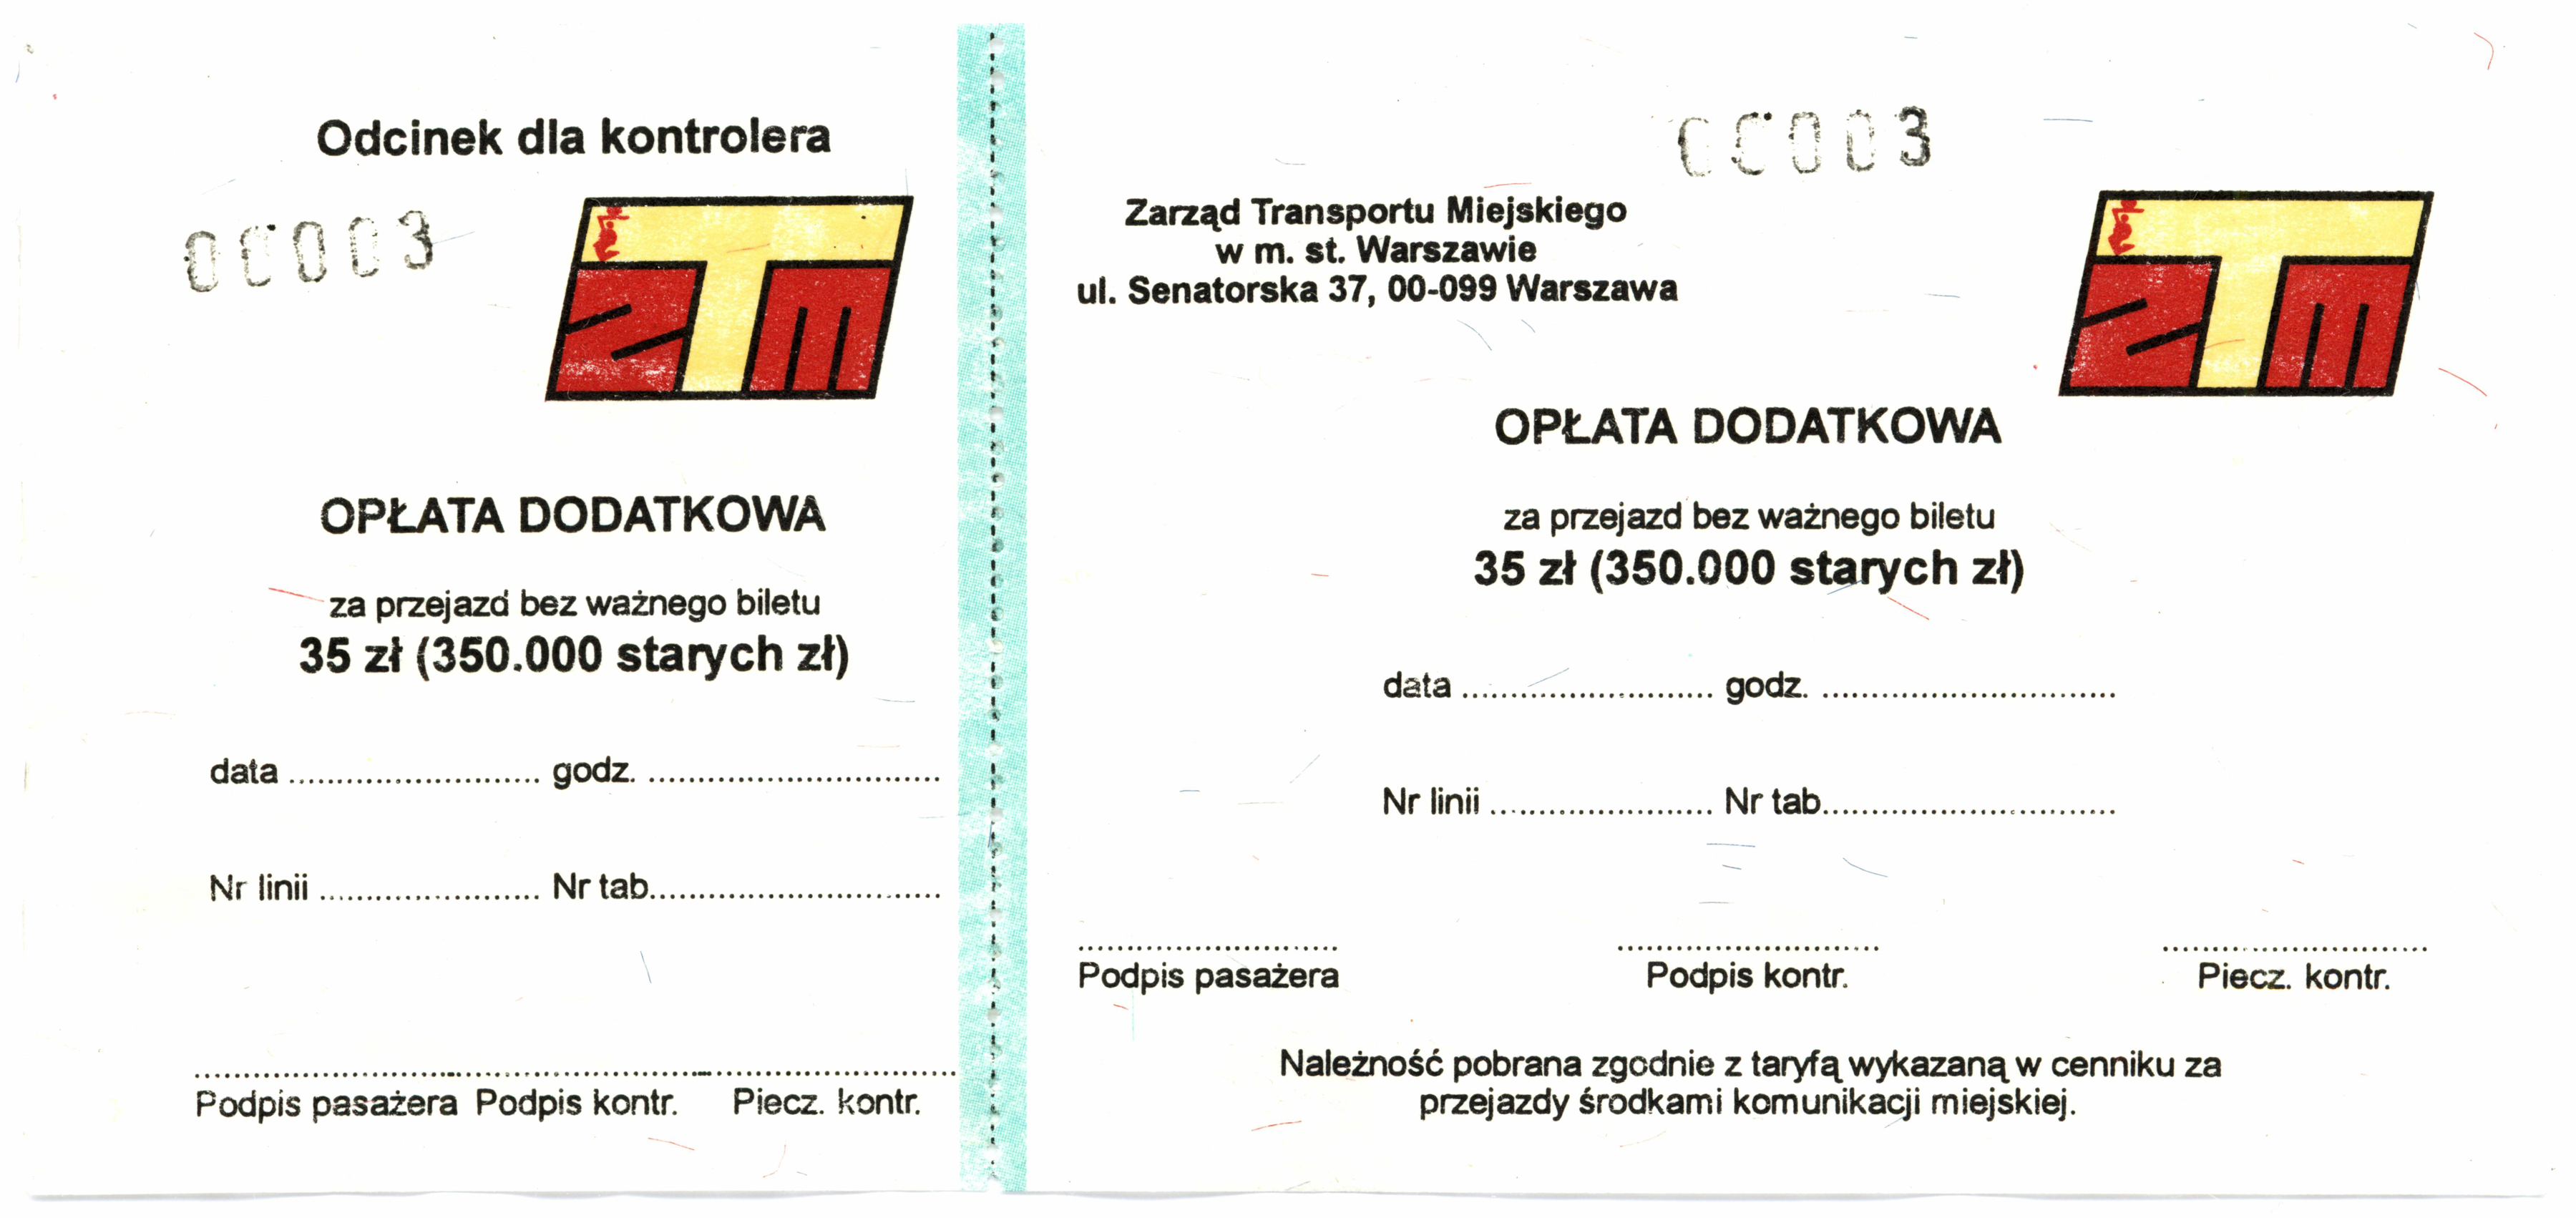 Odcinek dla kontrolera
00003
ZTM
OPŁATA DODATKOWA
za przejazd bez ważnego biletu
35 zł (350.000 starych zł)
data .......................... godz. ..............................
Nr linii ....................... Nr tab..............................
Podpis pasażera Podpis kontr. Piecz. kontr.
00003
Zarząd Transportu Miejskiego
w m. st. Warszawie
ul. Senatorska 37, 00-099 Warszawa
ZTM
OPŁATA DODATKOWA
za przejazd bez ważnego biletu
35 zł (350.000 starych zł)
data .......................... godz. ..............................
Nr linii ....................... Nr tab..............................
Podpis pasażera Podpis kontr. Piecz. kontr.
Należność pobrana zgodnie z taryfą wykazaną w cenniku za
przejazdy środkami komunikacji miejskiej.